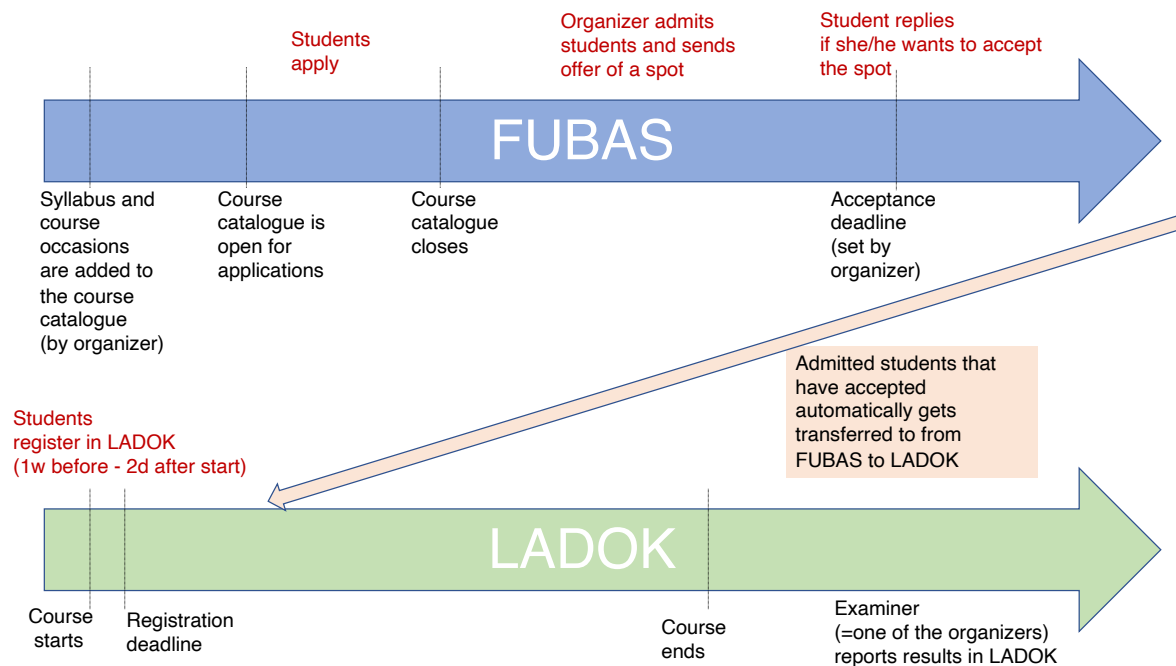 Students
apply
Organizer admits
students and sends
offer of a spot
Student replies
if she/he wants to accept
the spot
FUBAS
Syllabus and
course
occasions
are added to
the course
catalogue
(by organizer)
Course
catalogue is
open for
applications
Course
catalogue
closes
Acceptance
deadline
(set by
organizer)
Admitted students that
have accepted
automatically gets
transferred to from
FUBAS to LADOK
Students
register in LADOK
(1w before - 2d after start)
LADOK
Course
starts
Registration
deadline
Course
ends
Examiner
(=one of the organizers)
reports results in LADOK